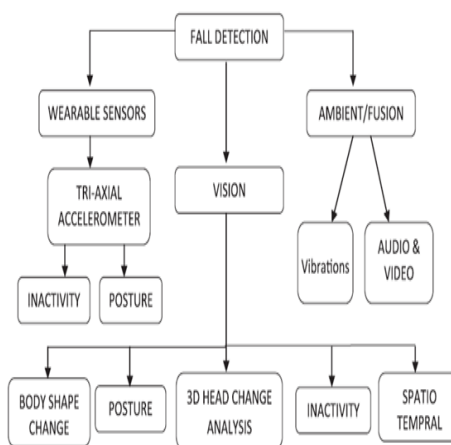 FALL DETECTION
WEARABLE SENSORS
AMBIENT/FUSION
TRI-AXIAL
ACCELEROMETER
VISION
Vibrations
AUDIO &
VIDEO
INACTIVITY
POSTURE
BODY SHAPE
CHANGE
POSTURE
3D HEAD CHANGE
ANALYSIS
INACTIVITY
SPATIO
TEMPRAL